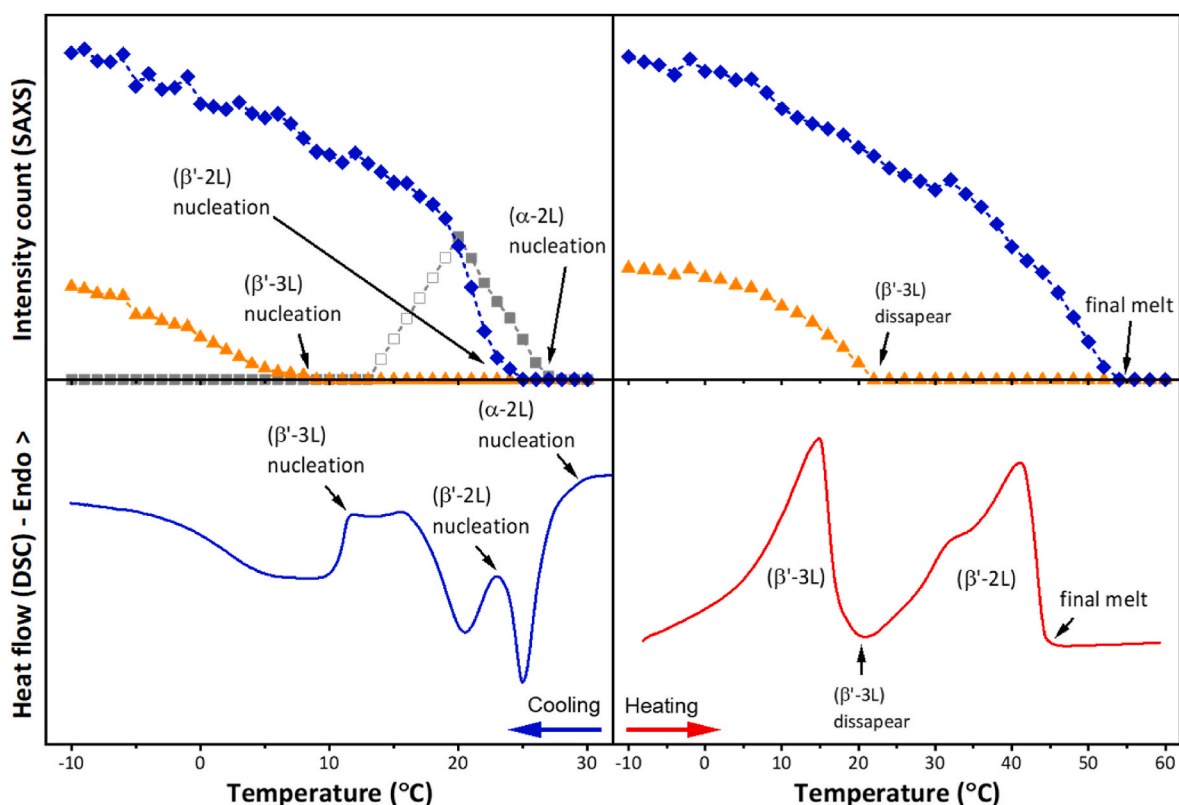 Intensity count (SAXS)
(β'-2L)
nucleation
(α-2L)
nucleation
(β'-3L)
nucleation
(β'-3L)
dissapear
final melt
Heat flow (DSC) - Endo >
(β'-3L)
nucleation
(α-2L)
nucleation
(β'-2L)
nucleation
Cooling
(β'-3L)
(β'-2L)
final melt
(β'-3L)
dissapear
Heating
-10 0 10 20 30
-10 0 10 20 30 40 50 60
Temperature (°C)
Temperature (°C)